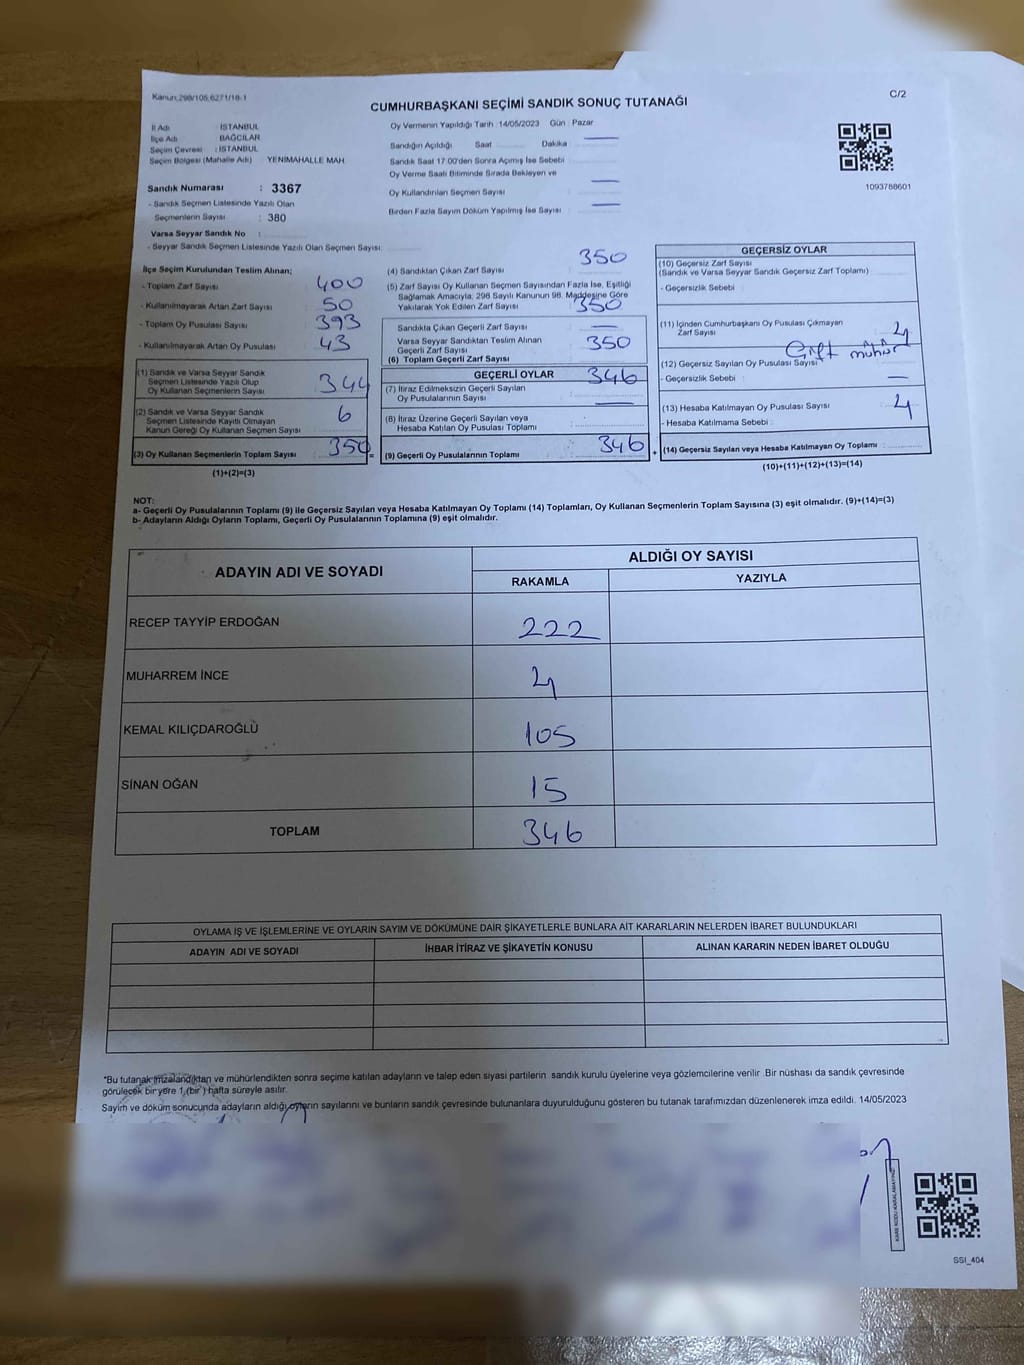 Kanun:298/105,6271/18-1
C/2
CUMHURBAŞKANI SEÇİMİ SANDIK SONUÇ TUTANAĞI
İl Adı : İSTANBUL
İlçe Adı : BAĞCILAR
Seçim Çevresi : İSTANBUL
Seçim Bölgesi (Mahalle Adı) : YENİMAHALLE MAH.
Sandık Numarası : 3367
- Sandık Seçmen Listesinde Yazılı Olan
Seçmenlerin Sayısı : 380
Varsa Seyyar Sandık No :
- Seyyar Sandık Seçmen Listesinde Yazılı Olan Seçmen Sayısı:
Oy Vermenin Yapıldığı Tarih :14/05/2023 Gün : Pazar
Sandığın Açıldığı Saat Dakika
Sandık Saat 17:00'den Sonra Açılmış İse Sebebi :
Oy Verme Saati Bitiminde Sırada Bekleyen ve
Oy Kullandırılan Seçmen Sayısı :
Birden Fazla Sayım Döküm Yapılmış İse Sayısı :
1093788601
İlçe Seçim Kurulundan Teslim Alınan;
- Toplam Zarf Sayısı : 400
- Kullanılmayarak Artan Zarf Sayısı : 50
- Toplam Oy Pusulası Sayısı : 393
- Kullanılmayarak Artan Oy Pusulası : 43
(1) Sandık ve Varsa Seyyar Sandık
Seçmen Listesinde Yazılı Olup
Oy Kullanan Seçmenlerin Sayısı : 344
(2) Sandık ve Varsa Seyyar Sandık
Seçmen Listesinde Kayıtlı Olmayan
Kanun Gereği Oy Kullanan Seçmen Sayısı : 6
(3) Oy Kullanan Seçmenlerin Toplam Sayısı : 350 =
(1)+(2)=(3)
(4) Sandıktan Çıkan Zarf Sayısı : 350
(5) Zarf Sayısı Oy Kullanan Seçmen Sayısından Fazla İse, Eşitliği
Sağlamak Amacıyla; 298 Sayılı Kanunun 98. Maddesine Göre
Yakılarak Yok Edilen Zarf Sayısı : 350
Sandıkta Çıkan Geçerli Zarf Sayısı :
Varsa Seyyar Sandıktan Teslim Alınan
Geçerli Zarf Sayısı : 350
(6) Toplam Geçerli Zarf Sayısı
GEÇERLİ OYLAR
(7) İtiraz Edilmeksizin Geçerli Sayılan
Oy Pusulalarının Sayısı : 346
(8) İtiraz Üzerine Geçerli Sayılan veya
Hesaba Katılan Oy Pusulası Toplamı :
(9) Geçerli Oy Pusulalarının Toplamı : 346 +
GEÇERSİZ OYLAR
(10) Geçersiz Zarf Sayısı
(Sandık ve Varsa Seyyar Sandık Geçersiz Zarf Toplamı) :
- Geçersizlik Sebebi :
(11) İçinden Cumhurbaşkanı Oy Pusulası Çıkmayan
Zarf Sayısı : 4
(12) Geçersiz Sayılan Oy Pusulası Sayısı : Çift mühür
- Geçersizlik Sebebi :
(13) Hesaba Katılmayan Oy Pusulası Sayısı : 4
- Hesaba Katılmama Sebebi :
(14) Geçersiz Sayılan veya Hesaba Katılmayan Oy Toplamı :
(10)+(11)+(12)+(13)=(14)
NOT:
a- Geçerli Oy Pusulalarının Toplamı (9) ile Geçersiz Sayılan veya Hesaba Katılmayan Oy Toplamı (14) Toplamları, Oy Kullanan Seçmenlerin Toplam Sayısına (3) eşit olmalıdır. (9)+(14)=(3)
b- Adayların Aldığı Oyların Toplamı, Geçerli Oy Pusulalarının Toplamına (9) eşit olmalıdır.
ADAYIN ADI VE SOYADI
ALDIĞI OY SAYISI
RAKAMLA YAZIYLA
RECEP TAYYİP ERDOĞAN 222
MUHARREM İNCE 4
KEMAL KILIÇDAROĞLU 105
SİNAN OĞAN 15
TOPLAM 346
OYLAMA İŞ VE İŞLEMLERİNE VE OYLARIN SAYIM VE DÖKÜMÜNE DAİR ŞİKAYETLERLE BUNLARA AİT KARARLARIN NELERDEN İBARET BULUNDUKLARI
ADAYIN ADI VE SOYADI İHBAR İTİRAZ VE ŞİKAYETİN KONUSU ALINAN KARARIN NEDEN İBARET OLDUĞU
*Bu tutanak imzalandıktan ve mühürlendikten sonra seçime katılan adayların ve talep eden siyasi partilerin sandık kurulu üyelerine veya gözlemcilerine verilir .Bir nüshası da sandık çevresinde
görülecek bir yere 1 (bir ) hafta süreyle asılır.
Sayım ve döküm sonucunda adayların aldığı oyların sayılarını ve bunların sandık çevresinde bulunanlara duyurulduğunu gösteren bu tutanak tarafımızdan düzenlenerek imza edildi. 14/05/2023
KARE KODU KARALAMAYINIZ
SSI_404